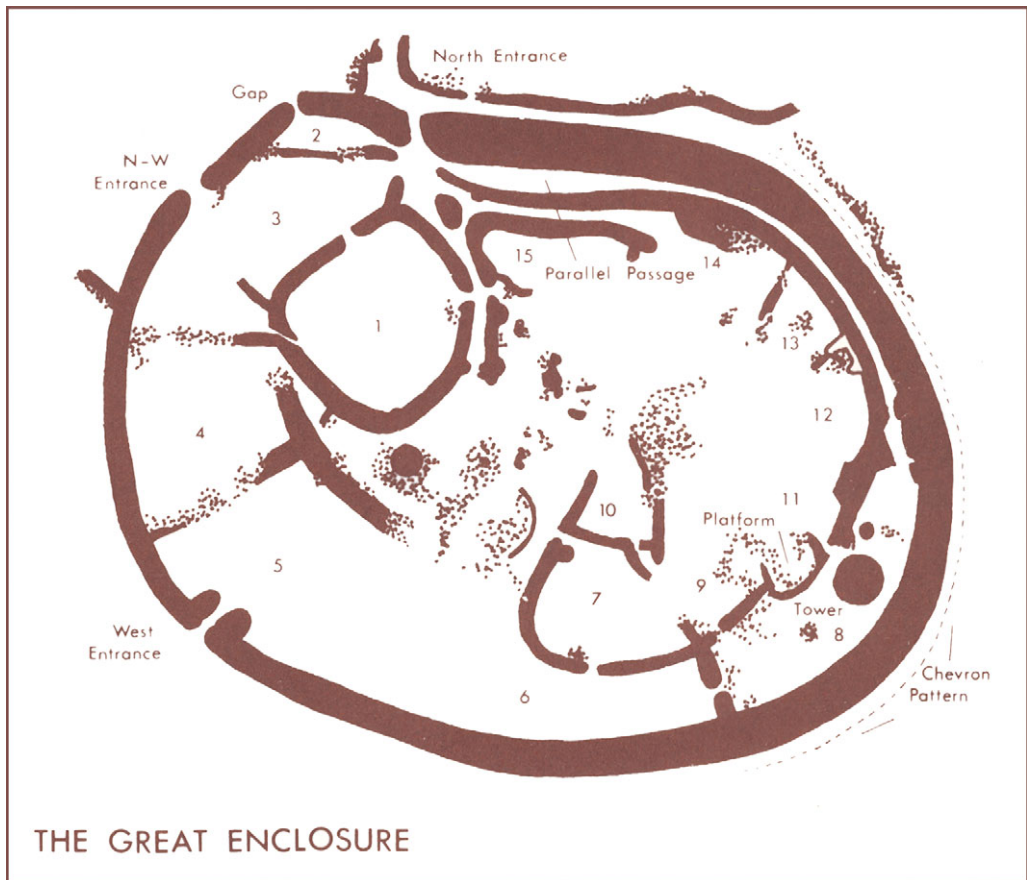 North Entrance
Gap
2
N-W
Entrance
3
15
Parallel Passage
14
1
13
12
4
11
10
Platform
5
7
9
Tower
8
West
Entrance
6
Chevron
Pattern
THE GREAT ENCLOSURE